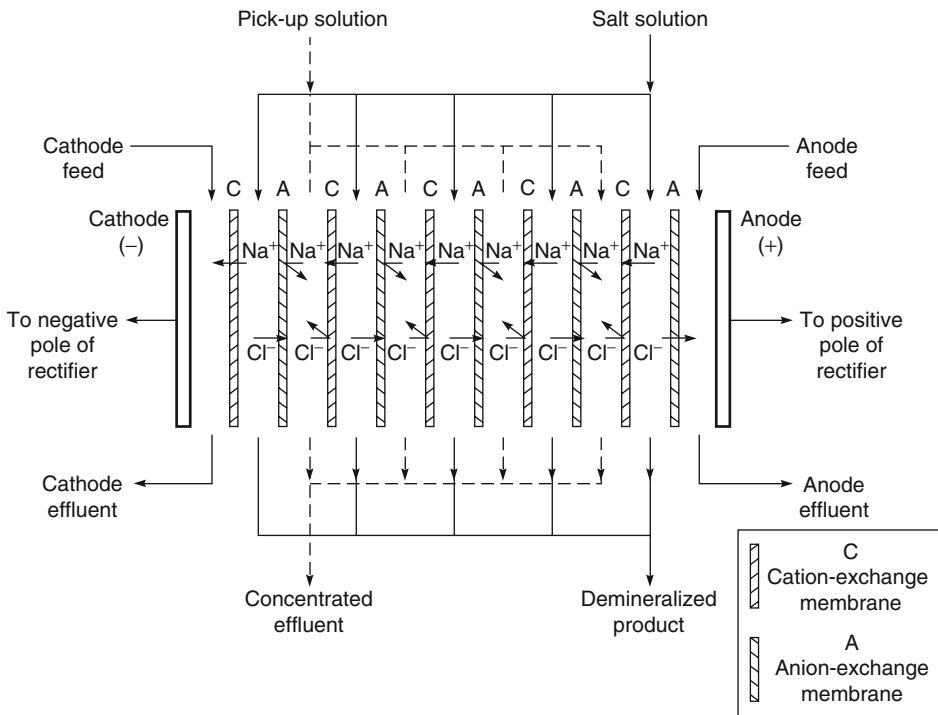 Pick-up solution
Salt solution
Cathode
feed
Anode
feed
C A C A C A C A C A
Cathode
(−)
Anode
(+)
Na⁺ Na⁺ Na⁺ Na⁺ Na⁺ Na⁺ Na⁺ Na⁺ Na⁺
To negative
pole of
rectifier
To positive
pole of
rectifier
Cl⁻ Cl⁻ Cl⁻ Cl⁻ Cl⁻ Cl⁻ Cl⁻ Cl⁻ Cl⁻
Cathode
effluent
Anode
effluent
Concentrated
effluent
Demineralized
product
C
Cation-exchange
membrane
A
Anion-exchange
membrane